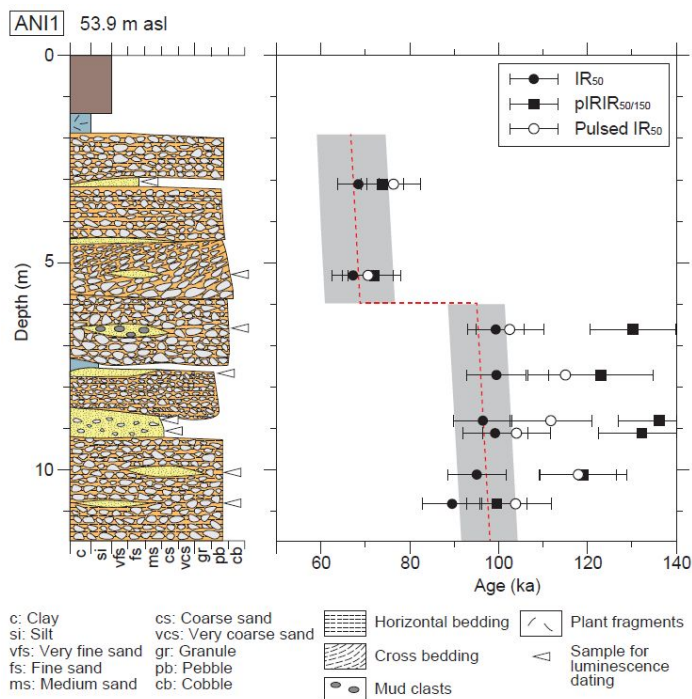 ANI1 53.9 m asl
0
5
10
Depth (m)
c
si
vfs
fs
ms
cs
vcs
gr
pb
cb
IR50
pIRIR50/150
Pulsed IR50
60
80
100
120
140
Age (ka)
c: Clay
si: Silt
vfs: Very fine sand
fs: Fine sand
ms: Medium sand
cs: Coarse sand
vcs: Very coarse sand
gr: Granule
pb: Pebble
cb: Cobble
Horizontal bedding
Cross bedding
Mud clasts
Plant fragments
Sample for
luminescence
dating